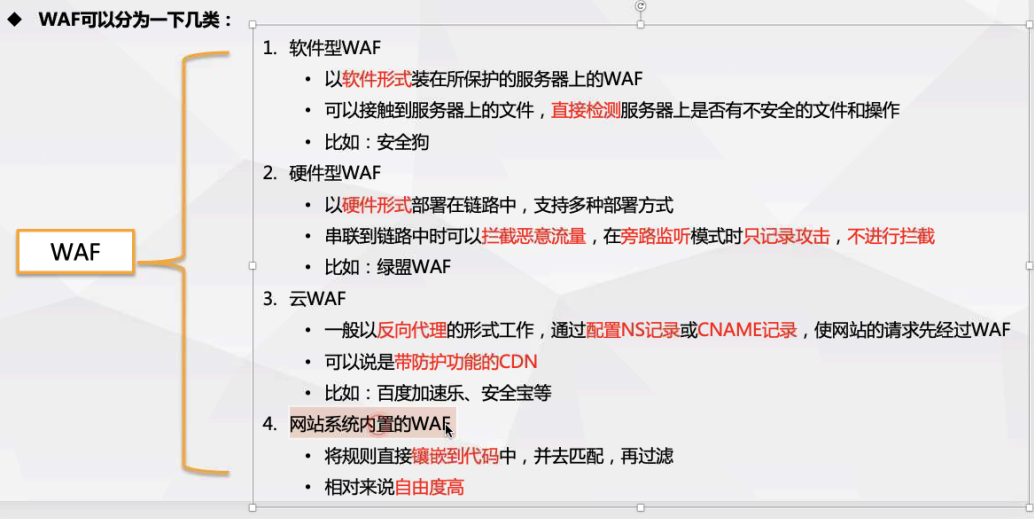 ◆ WAF可以分为一下几类：
WAF
1. 软件型WAF
• 以软件形式装在所保护的服务器上的WAF
• 可以接触到服务器上的文件，直接检测服务器上是否有不安全的文件和操作
• 比如：安全狗
2. 硬件型WAF
• 以硬件形式部署在链路中，支持多种部署方式
• 串联到链路中时可以拦截恶意流量，在旁路监听模式时只记录攻击，不进行拦截
• 比如：绿盟WAF
3. 云WAF
• 一般以反向代理的形式工作，通过配置NS记录或CNAME记录，使网站的请求先经过WAF
• 可以说是带防护功能的CDN
• 比如：百度加速乐、安全宝等
4. 网站系统内置的WAF
• 将规则直接镶嵌到代码中，并去匹配，再过滤
• 相对来说自由度高